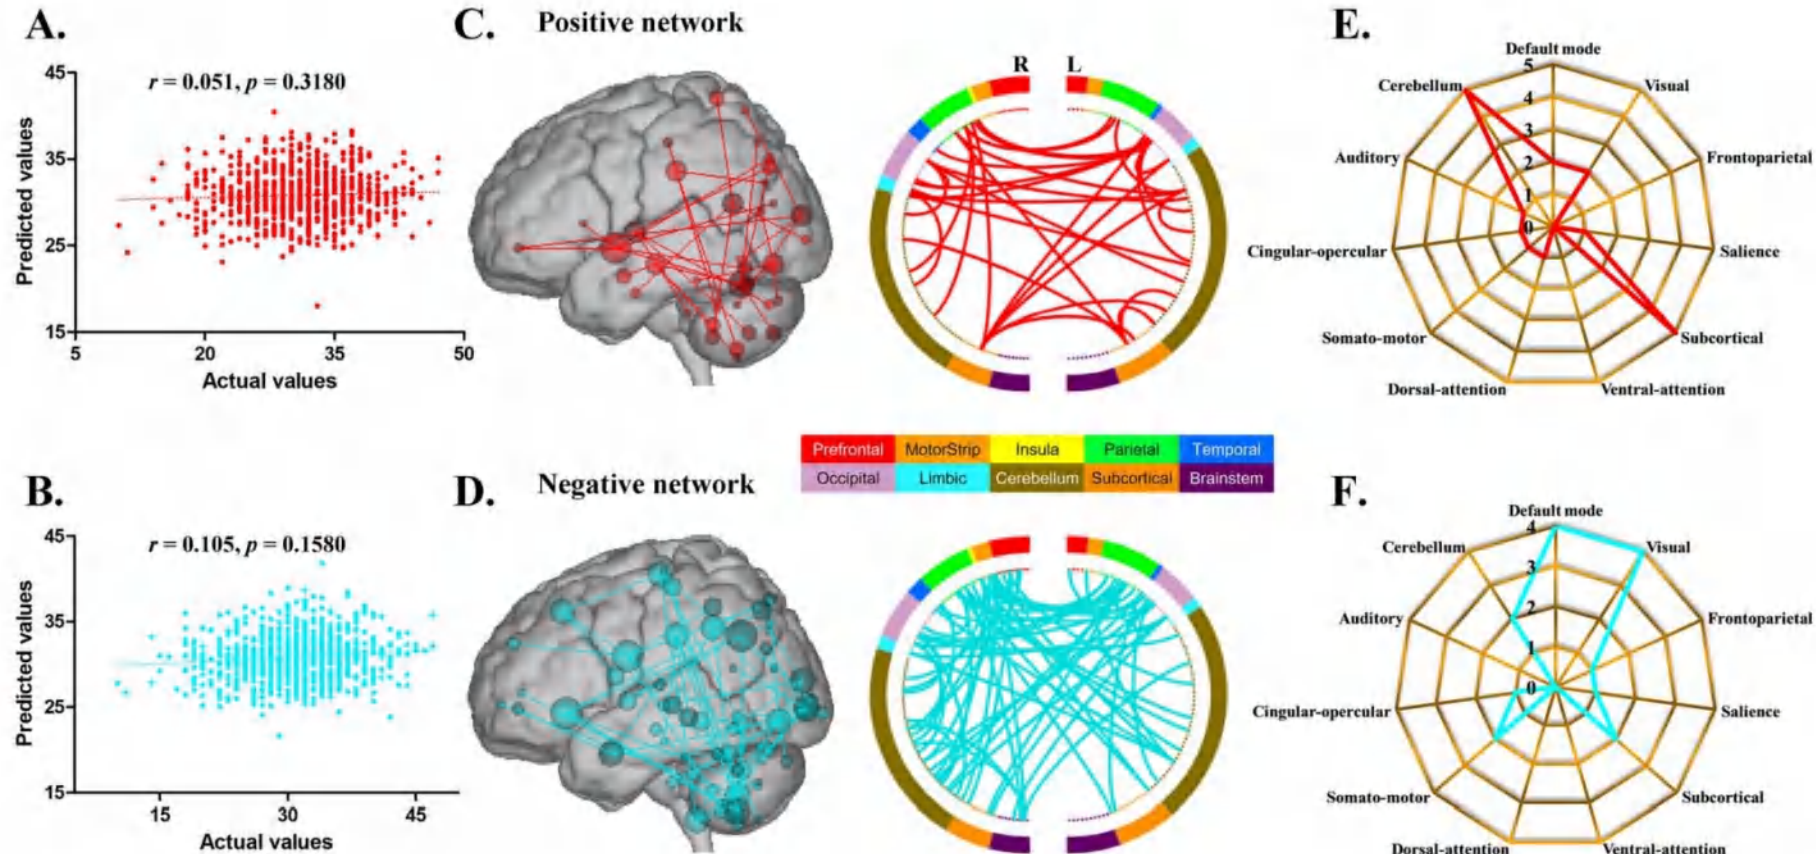 A.
r = 0.051, p = 0.3180
45
35
25
15
5
20
35
50
Predicted values
Actual values
C.
Positive network
R
L
E.
Default mode
Visual
Frontoparietal
Salience
Subcortical
Ventral-attention
Dorsal-attention
Somato-motor
Cingular-opercular
Auditory
Cerebellum
5
4
3
2
1
0
Prefrontal
MotorStrip
Insula
Parietal
Temporal
Occipital
Limbic
Cerebellum
Subcortical
Brainstem
B.
r = 0.105, p = 0.1580
45
35
25
15
15
30
45
Predicted values
Actual values
D.
Negative network
F.
Default mode
Visual
Frontoparietal
Salience
Subcortical
Ventral-attention
Dorsal-attention
Somato-motor
Cingular-opercular
Auditory
Cerebellum
4
3
2
1
0